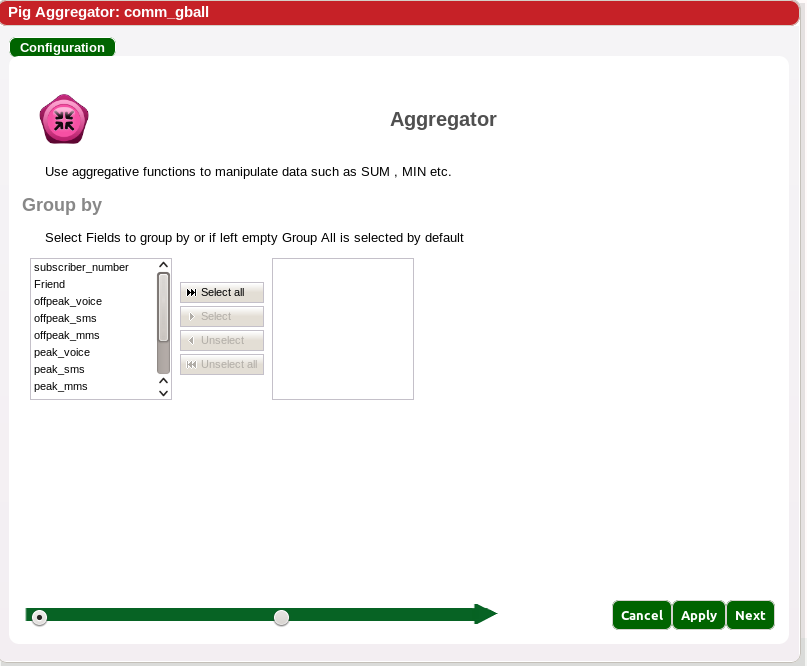 Pig Aggregator: comm_gball
Configuration
Aggregator
Use aggregative functions to manipulate data such as SUM , MIN etc.
Group by
Select Fields to group by or if left empty Group All is selected by default
subscriber_number
Friend
offpeak_voice
offpeak_sms
offpeak_mms
peak_voice
peak_sms
peak_mms
Select all
Select
Unselect
Unselect all
Cancel Apply Next